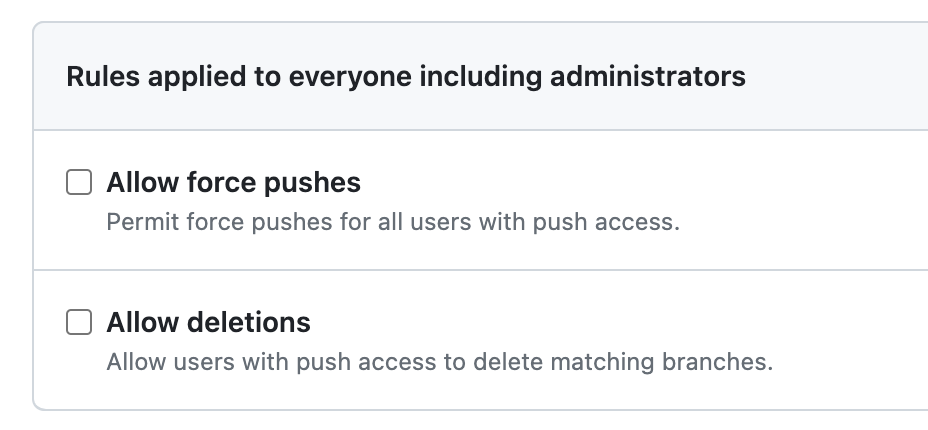 Rules applied to everyone including administrators
Allow force pushes
Permit force pushes for all users with push access.
Allow deletions
Allow users with push access to delete matching branches.